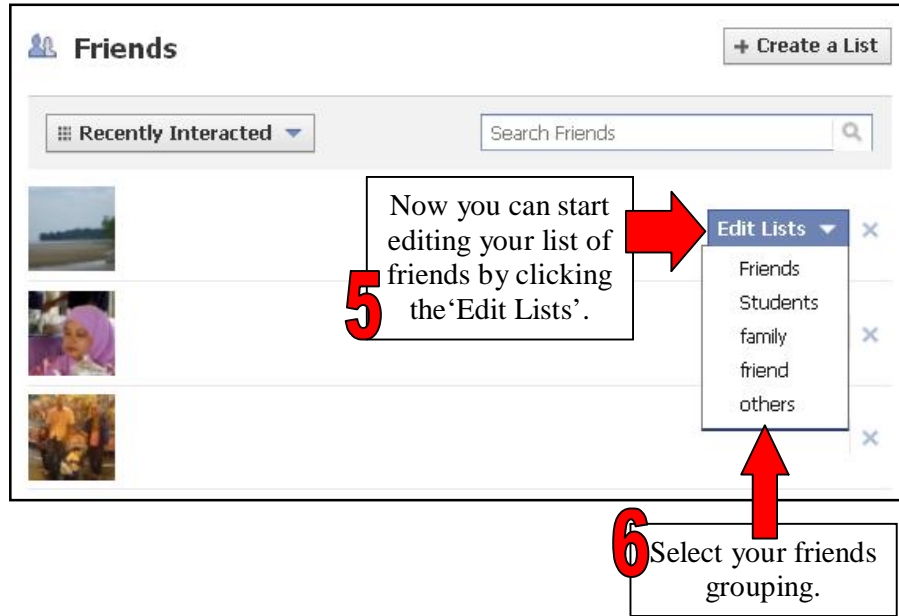 Friends
+ Create a List
Recently Interacted
Search Friends
Now you can start
editing your list of
friends by clicking
the‘Edit Lists’.
5
Edit Lists
Friends
Students
family
friend
others
6
Select your friends
grouping.